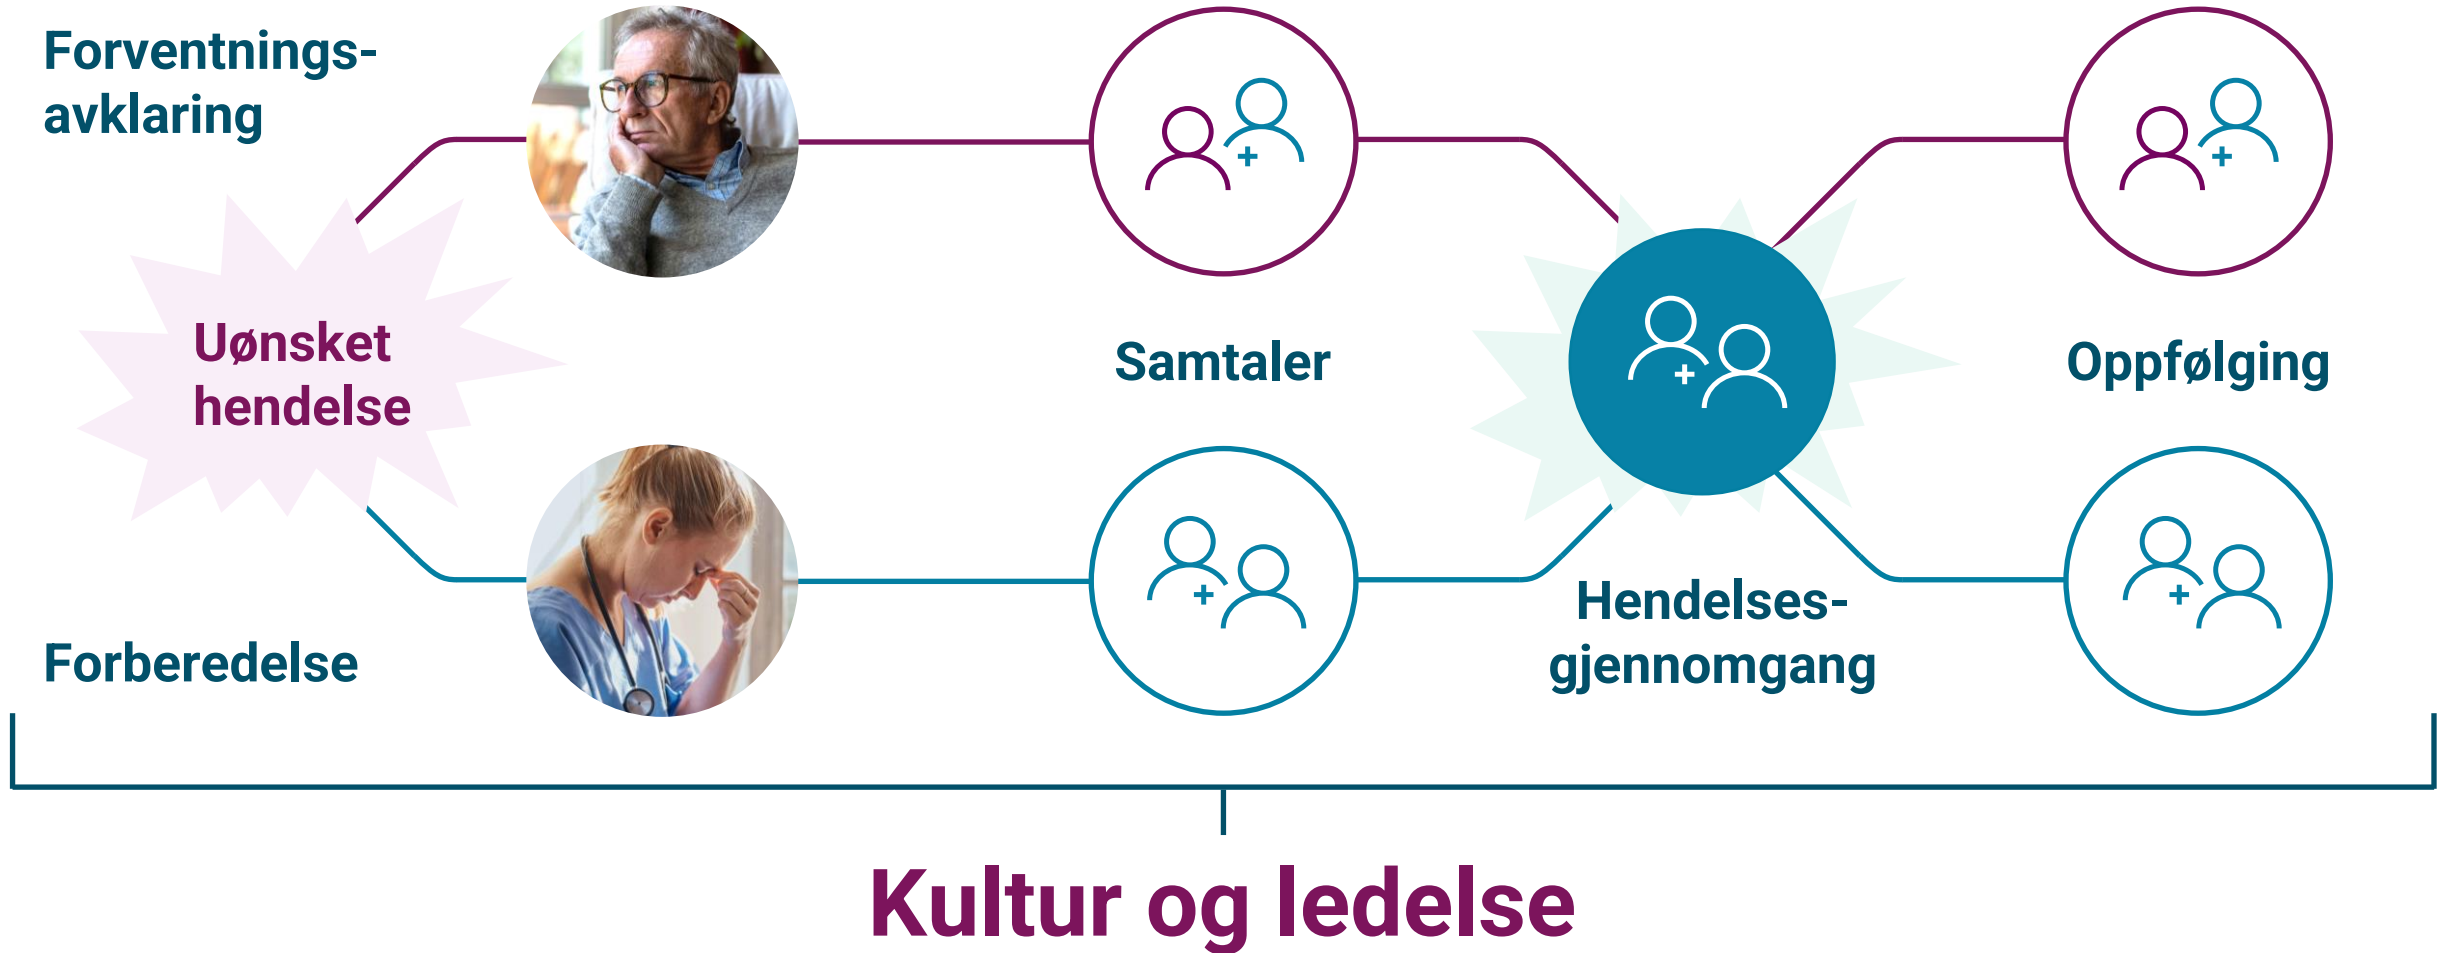 Forventnings-
avklaring
Uønsket
hendelse
Forberedelse
Samtaler
Hendelses-
gjennomgang
Oppfølging
Kultur og ledelse